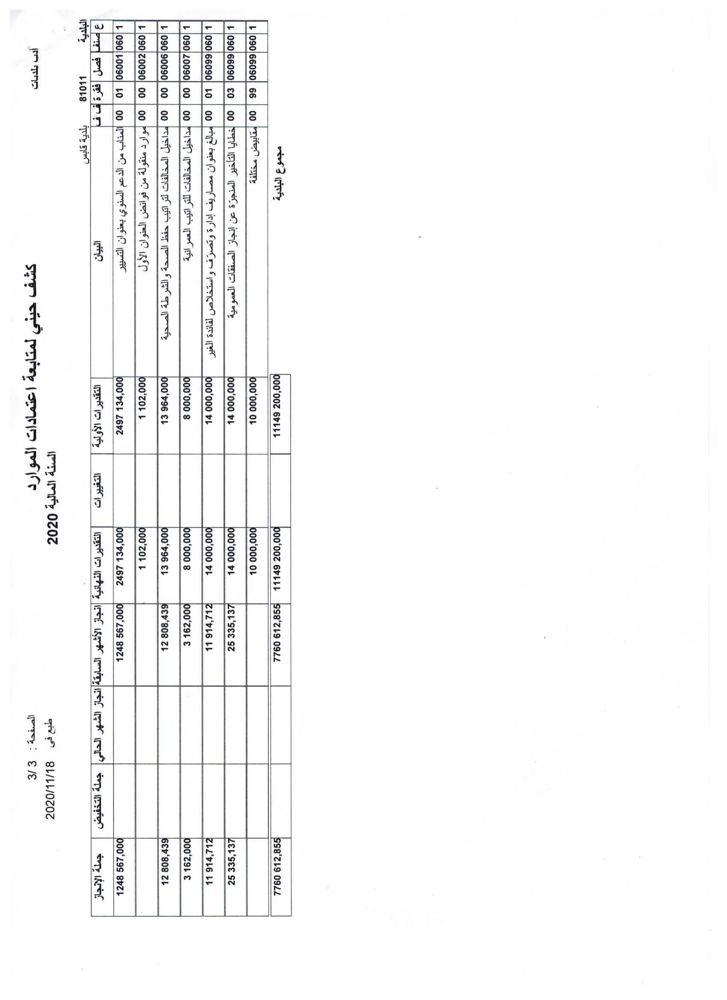 أدب بلديات
كشف حيني لمتابعة اعتمادات الموارد
الصفحة : 3/ 3
السنة المالية 2020
طبع فى 2020/11/18
البلدية 81011 بلدية قابس
ع صنف فصل فقرة ف ف البيان التقديرات الأولية التغييرات التقديرات النهائية انجاز الأشهر السابقة انجاز الشهر الحالي جملة التخفيض جملة الإنجاز
1 060 06001 01 00 المناب من الدعم السنوي بعنوان التسيير 2497 134,000 2497 134,000 1248 567,000 1248 567,000
1 060 06002 00 00 موارد منقولة من فوائض العنوان الأول 1 102,000 1 102,000
1 060 06006 00 00 مداخيل المخالفات لتراتيب حفظ الصحة والشرطة الصحية 13 964,000 13 964,000 12 808,439 12 808,439
1 060 06007 00 00 مداخيل المخالفات للتراتيب العمرانية 8 000,000 8 000,000 3 162,000 3 162,000
1 060 06099 01 00 مبالغ بعنوان مصاريف إدارة وتصرّف واستخلاص لفائدة الغير 14 000,000 14 000,000 11 914,712 11 914,712
1 060 06099 03 00 خطايا التأخير المنجرّة عن إنجاز الصفقات العمومية 14 000,000 14 000,000 25 335,137 25 335,137
1 060 06099 99 00 مقابيض مختلفة 10 000,000 10 000,000
مجموع البلدية 11149 200,000 11149 200,000 7760 612,855 7760 612,855